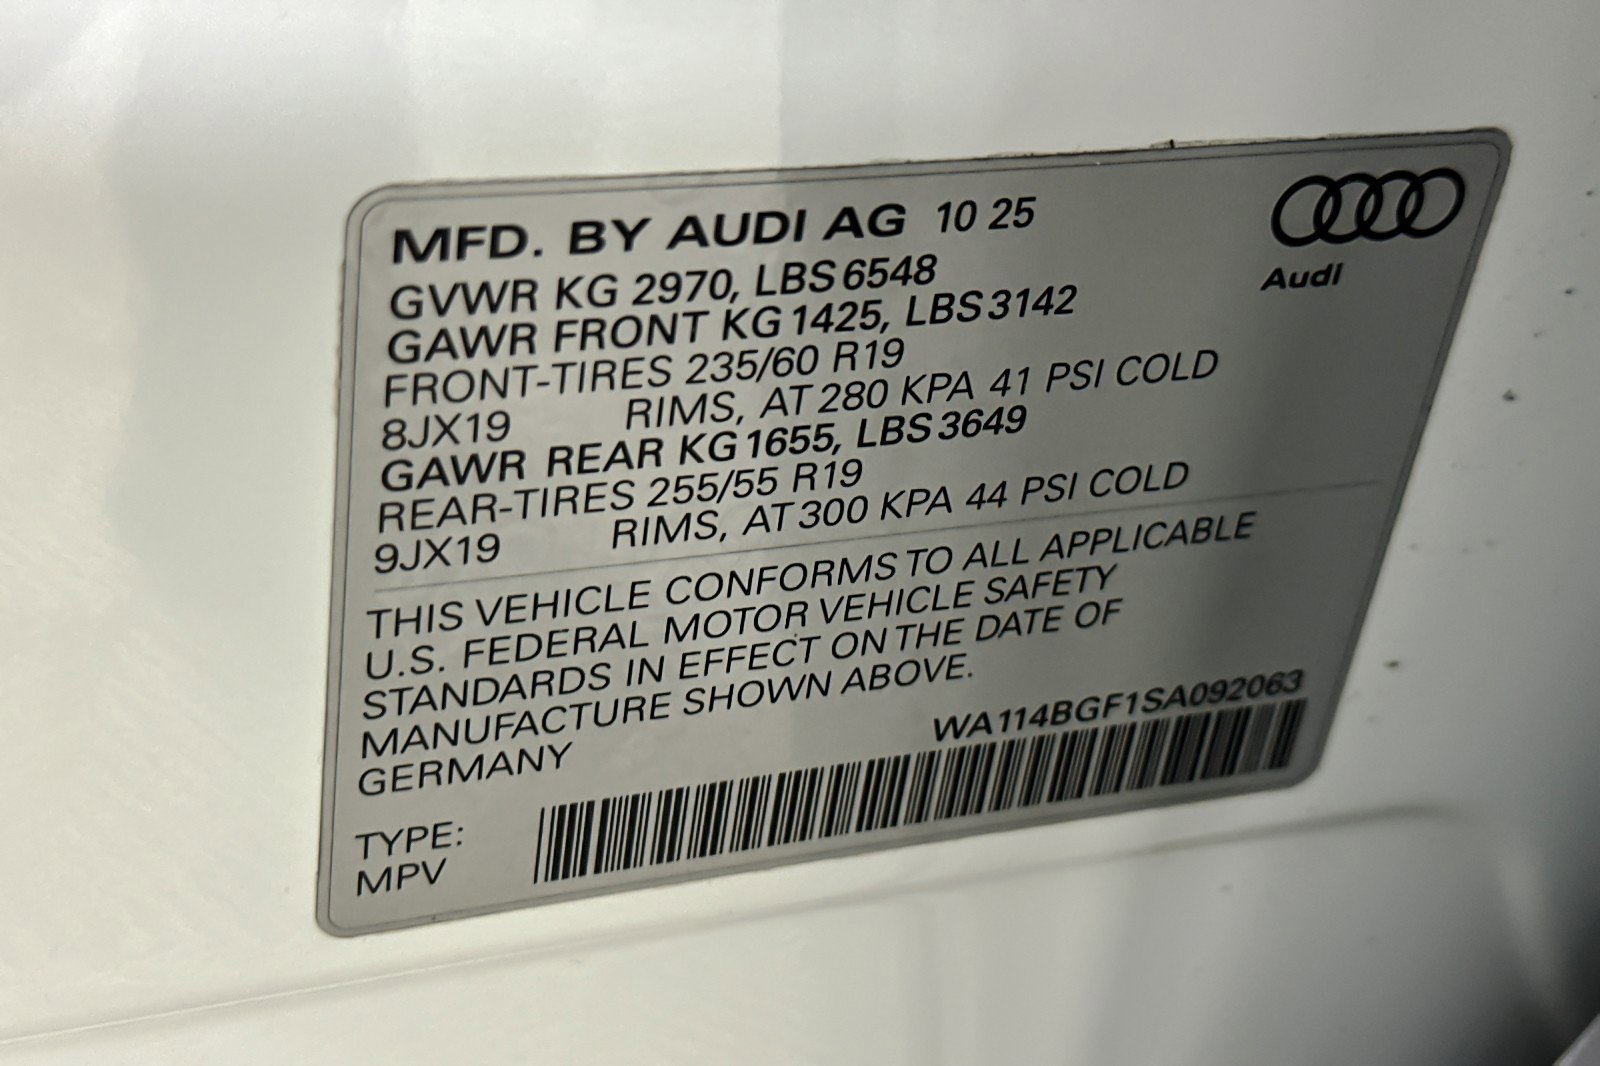 MFD. BY AUDI AG 10 25
GVWR KG 2970, LBS 6548
GAWR FRONT KG 1425, LBS 3142
FRONT-TIRES 235/60 R19
8JX19 RIMS, AT 280 KPA 41 PSI COLD
GAWR REAR KG 1655, LBS 3649
REAR-TIRES 255/55 R19
9JX19 RIMS, AT 300 KPA 44 PSI COLD
Audi
THIS VEHICLE CONFORMS TO ALL APPLICABLE
U.S. FEDERAL MOTOR VEHICLE SAFETY
STANDARDS IN EFFECT ON THE DATE OF
MANUFACTURE SHOWN ABOVE.
GERMANY
WA114BGF1SA092063
TYPE:
MPV